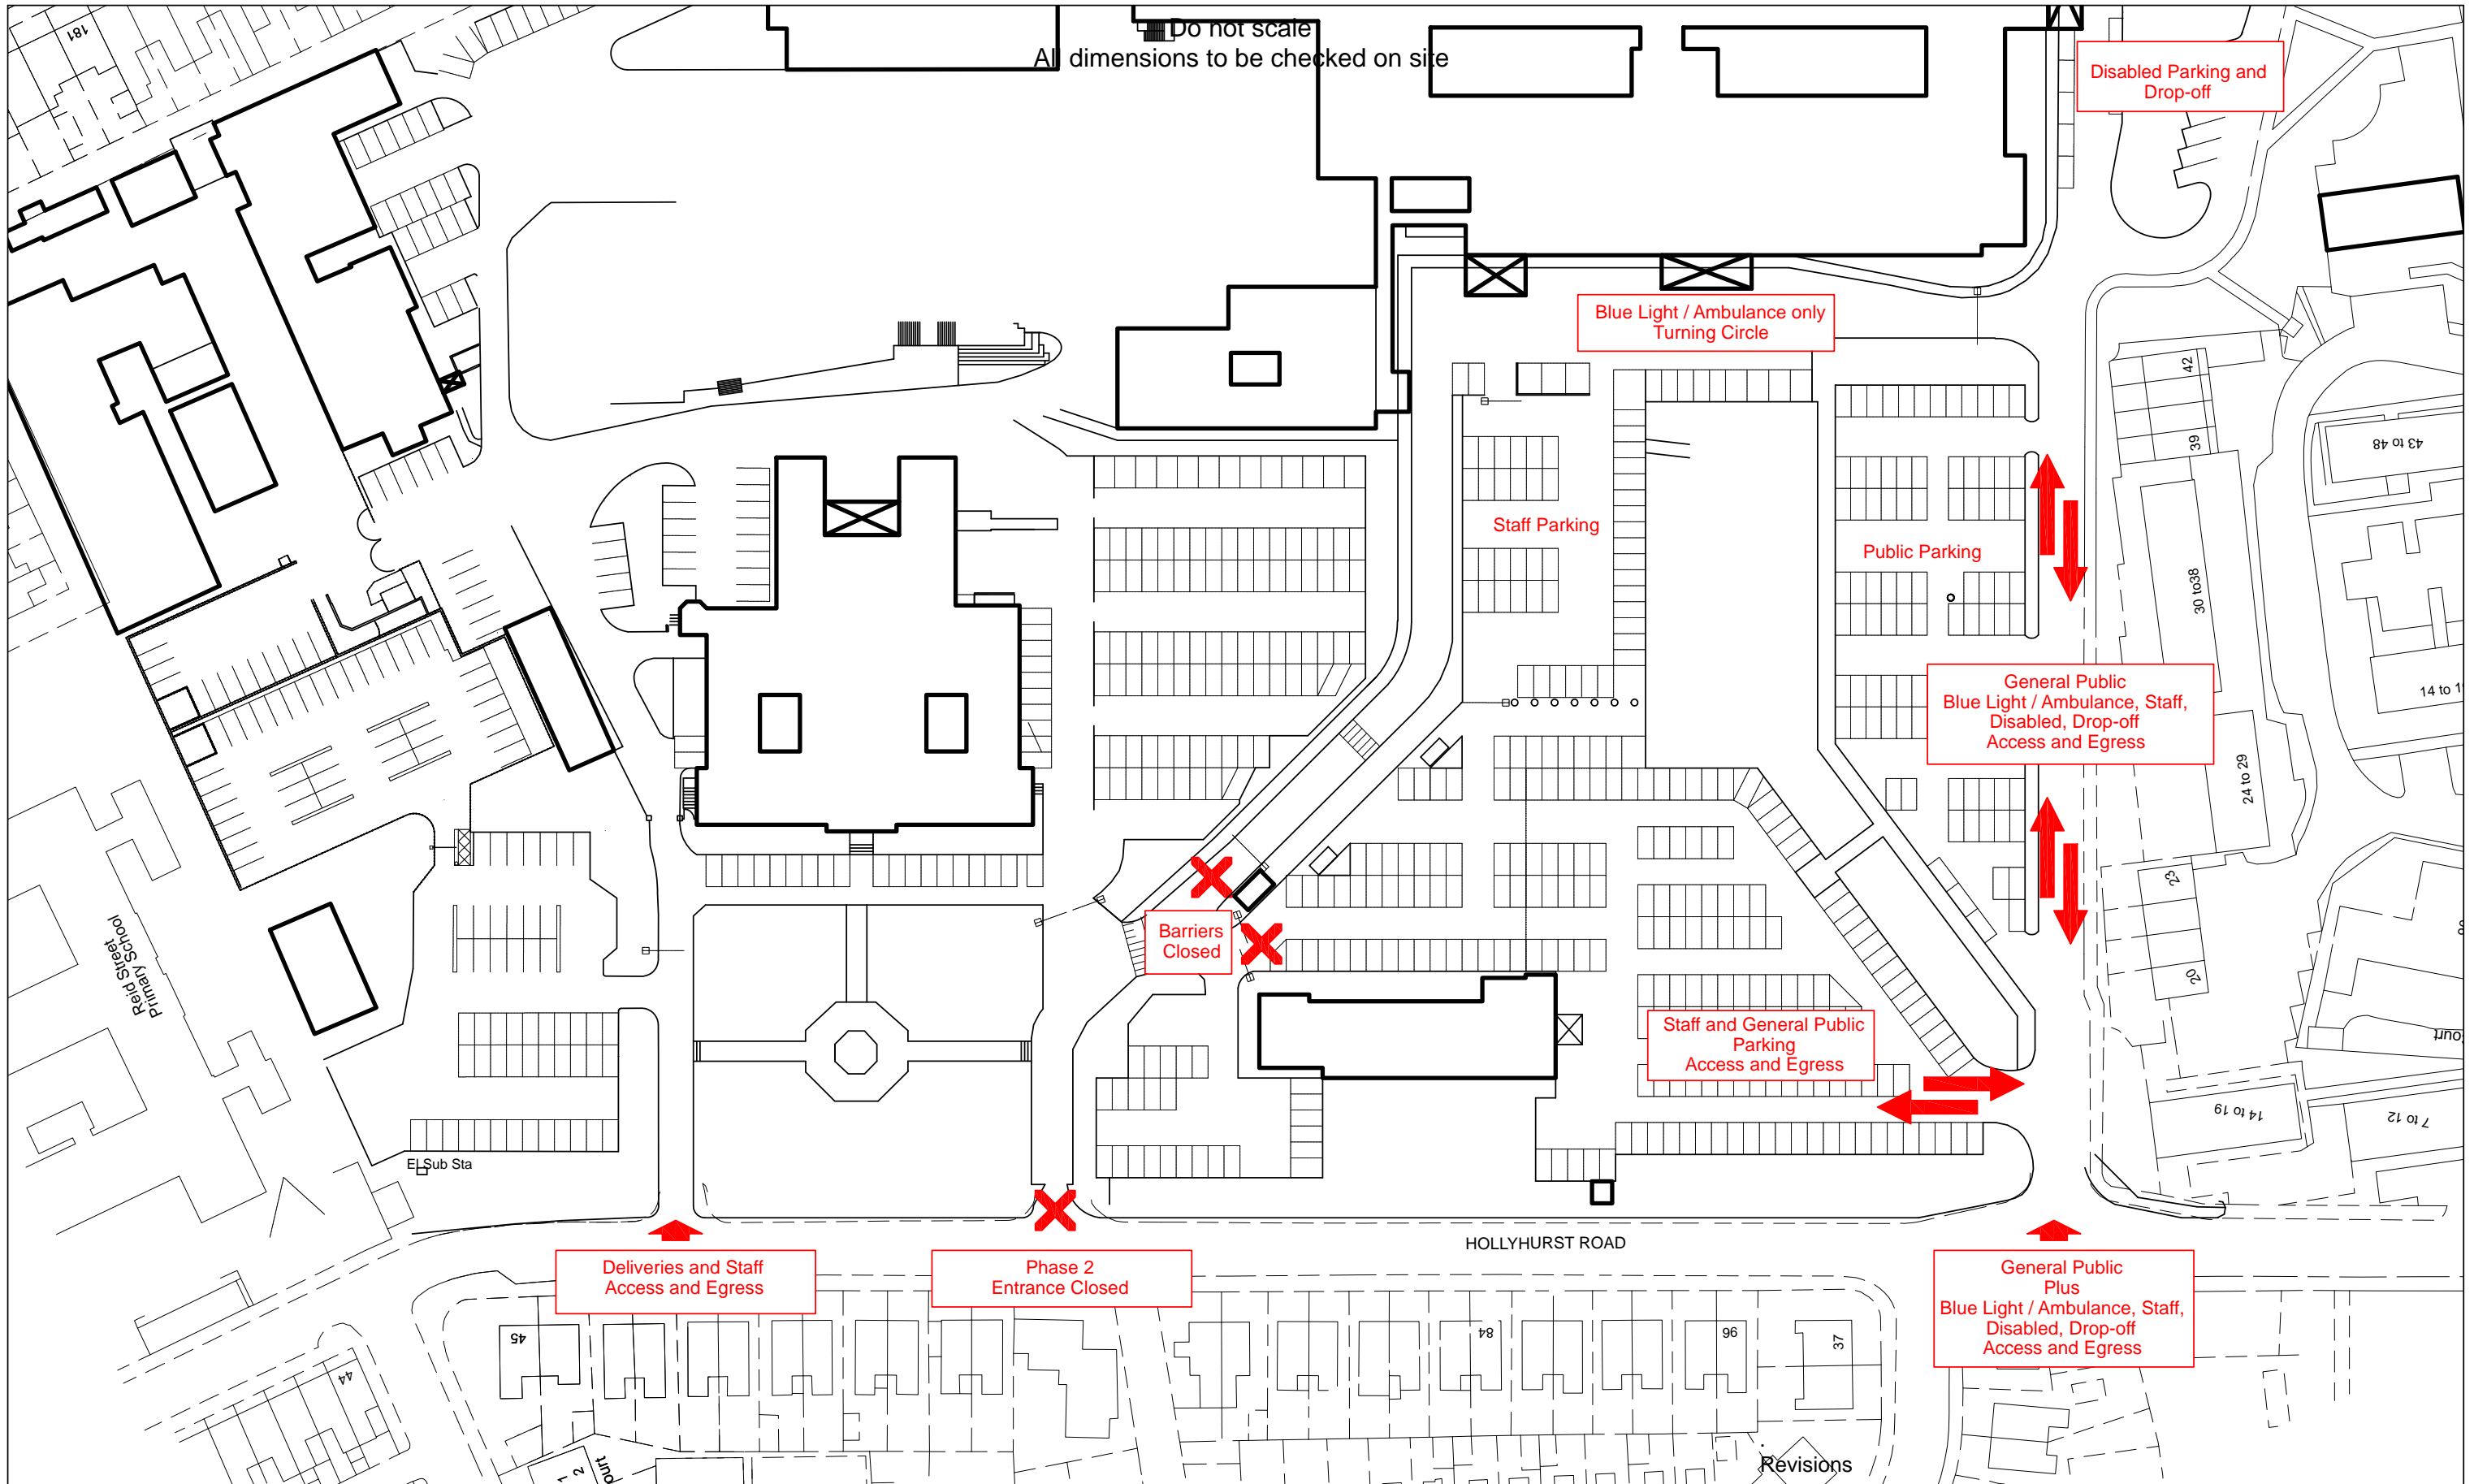 181
Do not scale
All dimensions to be checked on site
Disabled Parking and
Drop-off
Blue Light / Ambulance only
Turning Circle
42
39
43 to 48
Staff Parking
Public Parking
30 to38
General Public
Blue Light / Ambulance, Staff,
Disabled, Drop-off
Access and Egress
14 to 1
24 to 29
23
20
Reid Street
Primary School
Barriers
Closed
Staff and General Public
Parking
Access and Egress
ourt
14 to 19
7 to 12
El Sub Sta
HOLLYHURST ROAD
Deliveries and Staff
Access and Egress
Phase 2
Entrance Closed
General Public
Plus
Blue Light / Ambulance, Staff,
Disabled, Drop-off
Access and Egress
45
84
96
37
44
1
2
ourt
Revisions